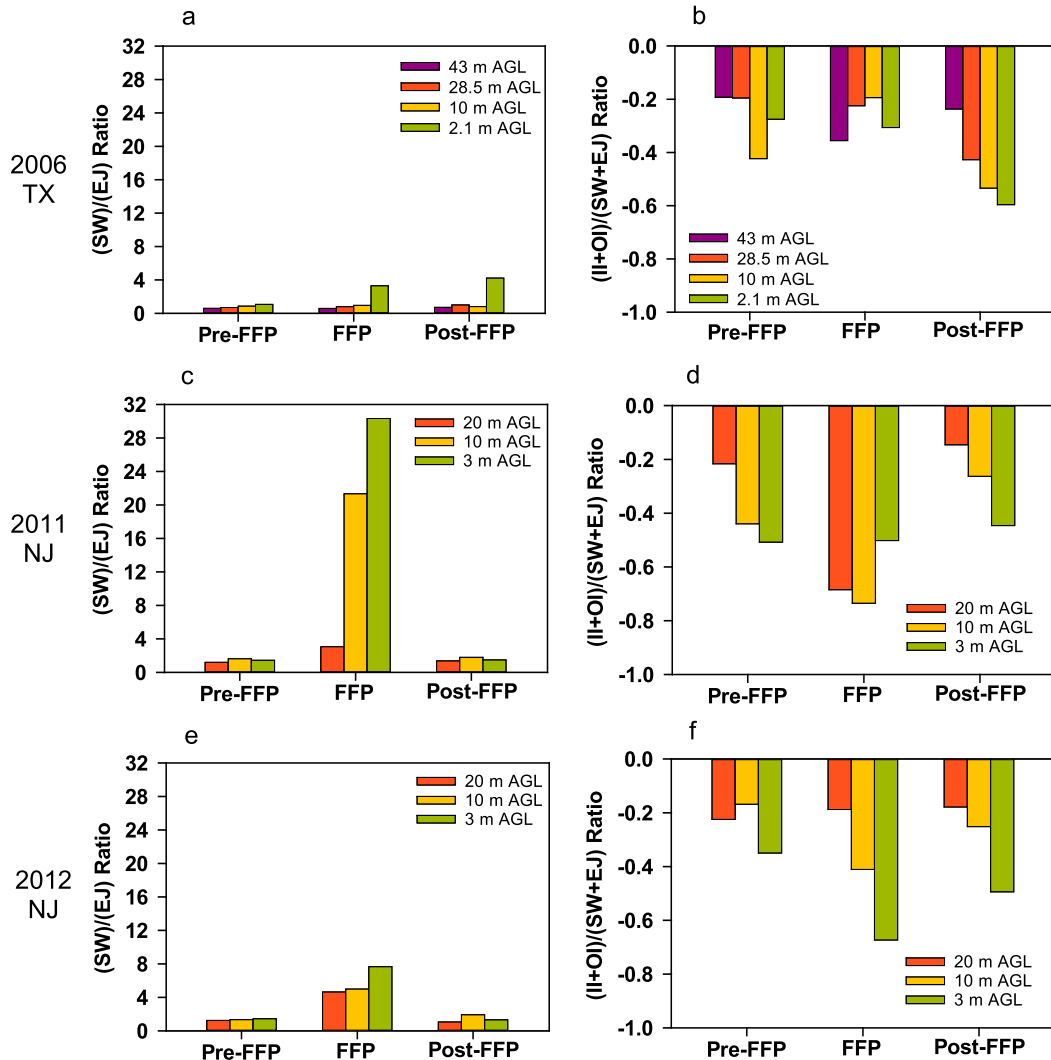 a
(SW)/(EJ) Ratio
32
28
24
20
16
12
8
4
0
43 m AGL
28.5 m AGL
10 m AGL
2.1 m AGL
Pre-FFP FFP Post-FFP
b
(II+OI)/(SW+EJ) Ratio
0.0
-0.2
-0.4
-0.6
-0.8
-1.0
43 m AGL
28.5 m AGL
10 m AGL
2.1 m AGL
Pre-FFP FFP Post-FFP
2006
TX
c
(SW)/(EJ) Ratio
32
28
24
20
16
12
8
4
0
20 m AGL
10 m AGL
3 m AGL
Pre-FFP FFP Post-FFP
d
(II+OI)/(SW+EJ) Ratio
0.0
-0.2
-0.4
-0.6
-0.8
-1.0
20 m AGL
10 m AGL
3 m AGL
Pre-FFP FFP Post-FFP
2011
NJ
e
(SW)/(EJ) Ratio
32
28
24
20
16
12
8
4
0
20 m AGL
10 m AGL
3 m AGL
Pre-FFP FFP Post-FFP
f
(II+OI)/(SW+EJ) Ratio
0.0
-0.2
-0.4
-0.6
-0.8
-1.0
20 m AGL
10 m AGL
3 m AGL
Pre-FFP FFP Post-FFP
2012
NJ